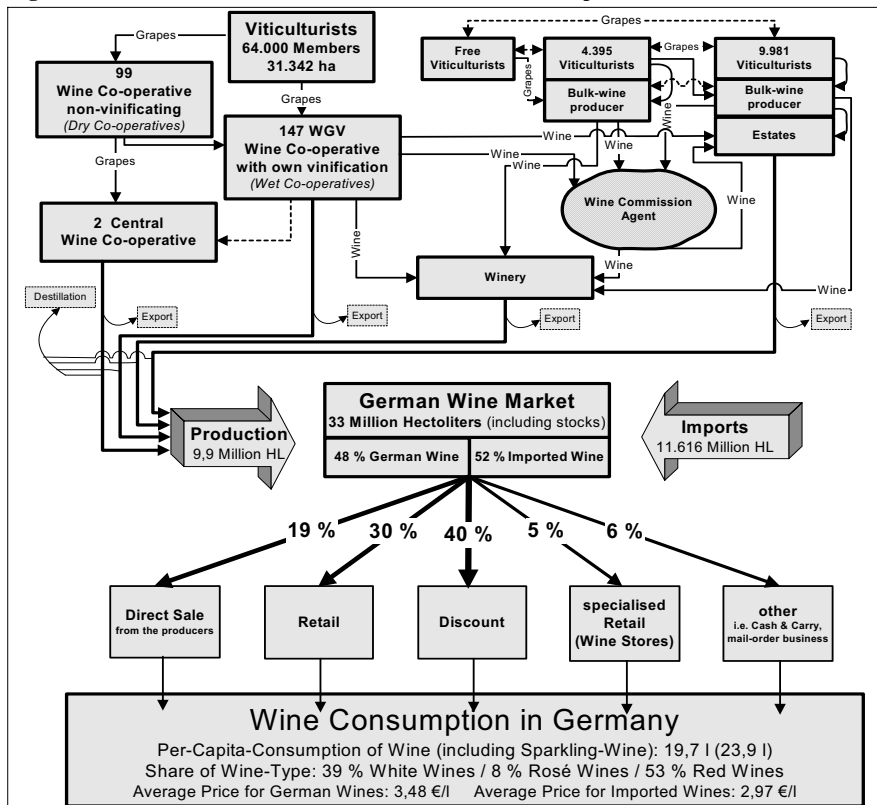 Viticulturists
64.000 Members
31.342 ha
Grapes
Grapes
99
Wine Co-operative
non-vinificating
(Dry Co-operatives)
Grapes
147 WGV
Wine Co-operative
with own vinification
(Wet Co-operatives)
2 Central
Wine Co-operative
Grapes
Free
Viticulturists
Grapes
4.395
Viticulturists
Bulk-wine
producer
Grapes
9.981
Viticulturists
Bulk-wine
producer
Estates
Wine
Wine
Wine
Wine
Wine
Wine
Wine Commission
Agent
Wine
Wine
Wine
Winery
Wine
Destillation
Export
Export
Export
Export
Production
9,9 Million HL
German Wine Market
33 Million Hectoliters (including stocks)
48 % German Wine
52 % Imported Wine
Imports
11.616 Million HL
19 %
30 %
40 %
5 %
6 %
Direct Sale
from the producers
Retail
Discount
specialised
Retail
(Wine Stores)
other
i.e. Cash & Carry,
mail-order business
Wine Consumption in Germany
Per-Capita-Consumption of Wine (including Sparkling-Wine): 19,7 l (23,9 l)
Share of Wine-Type: 39 % White Wines / 8 % Rosé Wines / 53 % Red Wines
Average Price for German Wines: 3,48 €/l Average Price for Imported Wines: 2,97 €/l